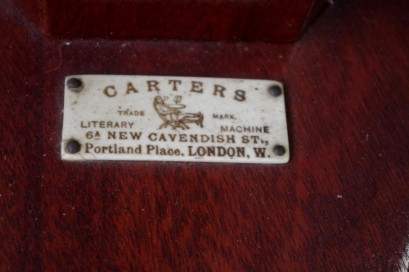 CARTERS
TRADE MARK
LITERARY MACHINE
6A NEW CAVENDISH ST.,
Portland Place, LONDON, W.